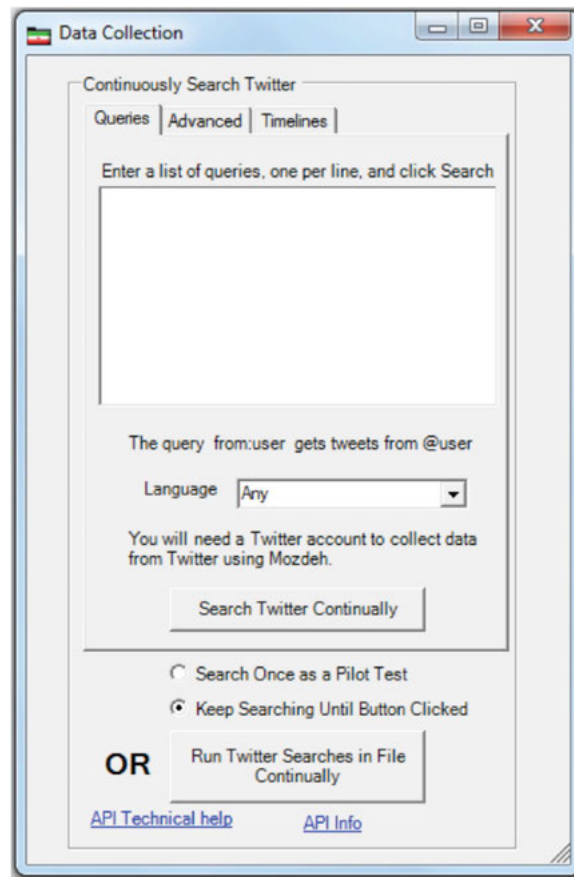 Data Collection
Continuously Search Twitter
Queries Advanced Timelines
Enter a list of queries, one per line, and click Search
The query from:user gets tweets from @user
Language Any
You will need a Twitter account to collect data
from Twitter using Mozdeh.
Search Twitter Continually
Search Once as a Pilot Test
Keep Searching Until Button Clicked
OR
Run Twitter Searches in File
Continually
API Technical help API Info